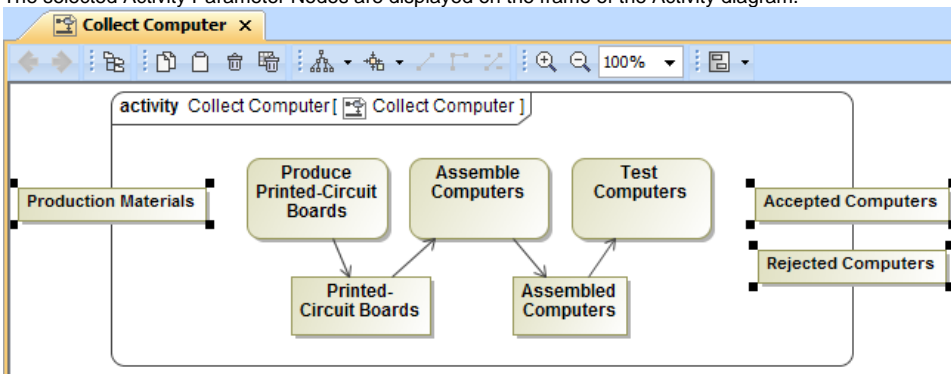 The selected Activity Parameter Nodes are displayed on the frame of the Activity diagram.
Collect Computer
100%
activity Collect Computer[ Collect Computer ]
Production Materials
Produce
Printed-Circuit
Boards
Assemble
Computers
Test
Computers
Accepted Computers
Rejected Computers
Printed-
Circuit Boards
Assembled
Computers